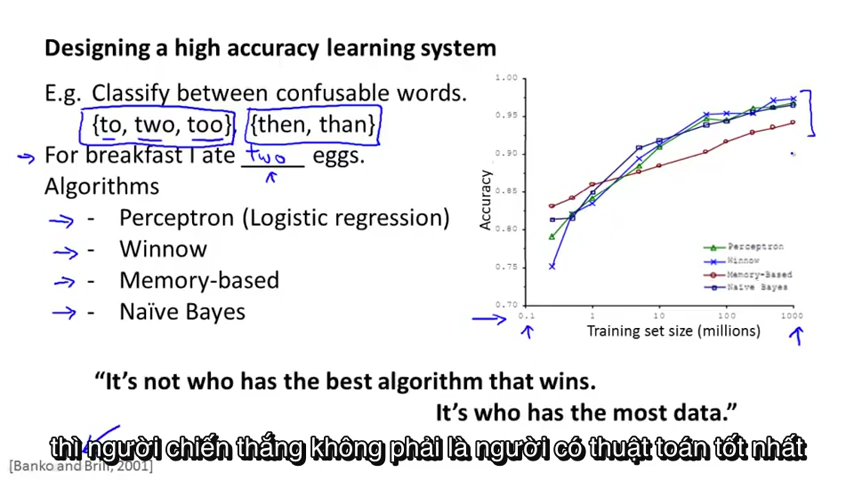 Designing a high accuracy learning system
E.g. Classify between confusable words.
{to, two, too}, {then, than}
For breakfast I ate two eggs.
Algorithms
- Perceptron (Logistic regression)
- Winnow
- Memory-based
- Naïve Bayes
1.00
0.95
0.90
0.85
0.80
0.75
0.70
Accuracy
Perceptron
Winnow
Memory-Based
Naive Bayes
0.1 1 10 100 1000
Training set size (millions)
“It’s not who has the best algorithm that wins.
It’s who has the most data.”
thì người chiến thắng không phải là người có thuật toán tốt nhất
[Banko and Brill, 2001]